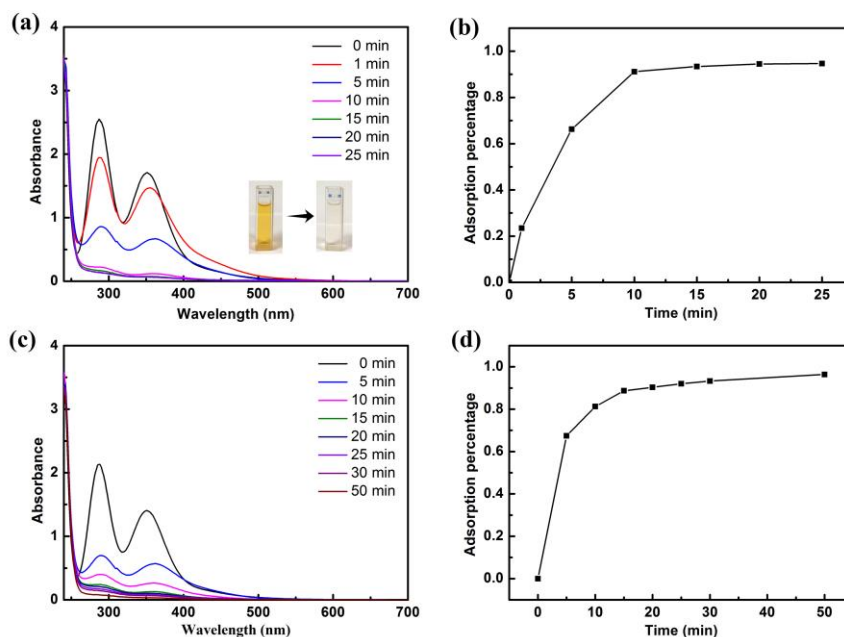 (a)
4
3
2
1
0
Absorbance
300
400
500
600
700
Wavelength (nm)
0 min
1 min
5 min
10 min
15 min
20 min
25 min
(b)
1.0
0.8
0.6
0.4
0.2
0.0
Adsorption percentage
0
5
10
15
20
25
Time (min)
(c)
4
3
2
1
0
Absorbance
300
400
500
600
700
Wavelength (nm)
0 min
5 min
10 min
15 min
20 min
25 min
30 min
50 min
(d)
1.0
0.8
0.6
0.4
0.2
0.0
Adsorption percentage
0
10
20
30
40
50
Time (min)